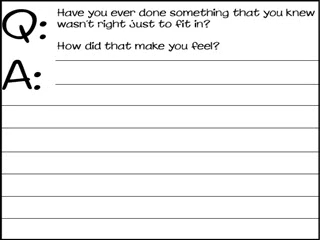 Q: Have you ever done something that you knew
wasn't right just to fit in?
How did that make you feel?
A: